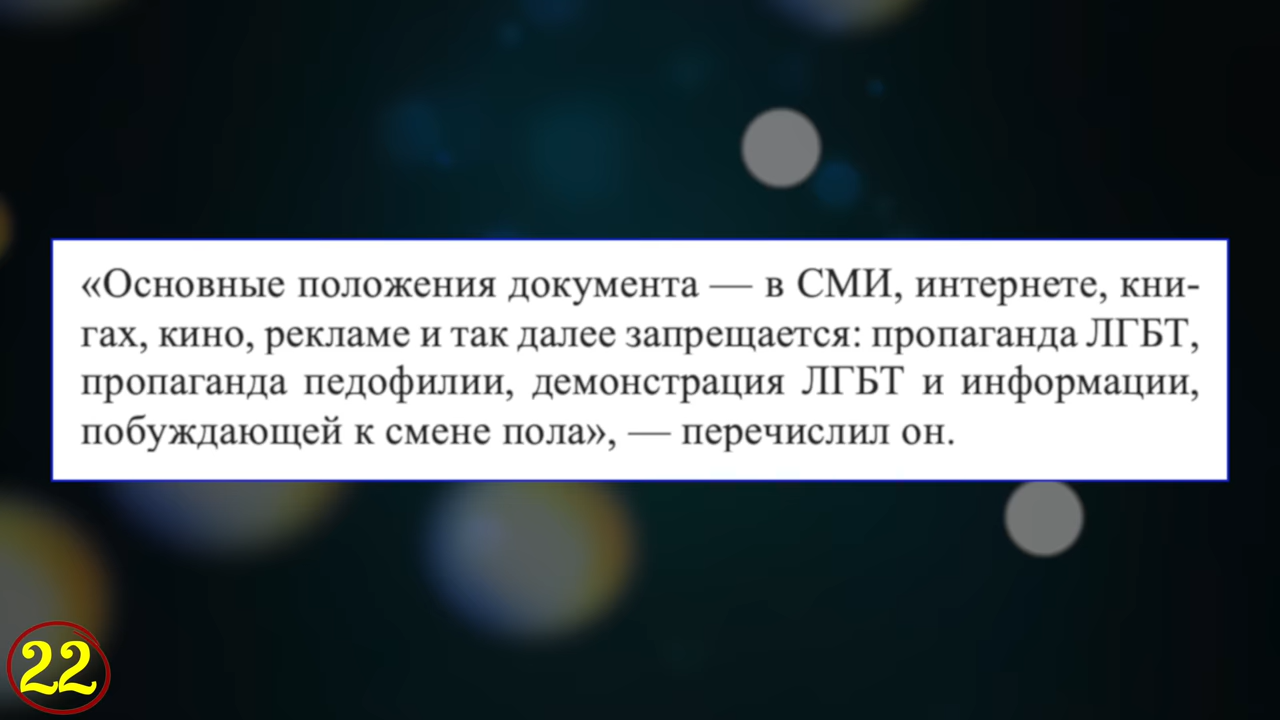 «Основные положения документа — в СМИ, интернете, кни-
гах, кино, рекламе и так далее запрещается: пропаганда ЛГБТ,
пропаганда педофилии, демонстрация ЛГБТ и информации,
побуждающей к смене пола», — перечислил он.
22